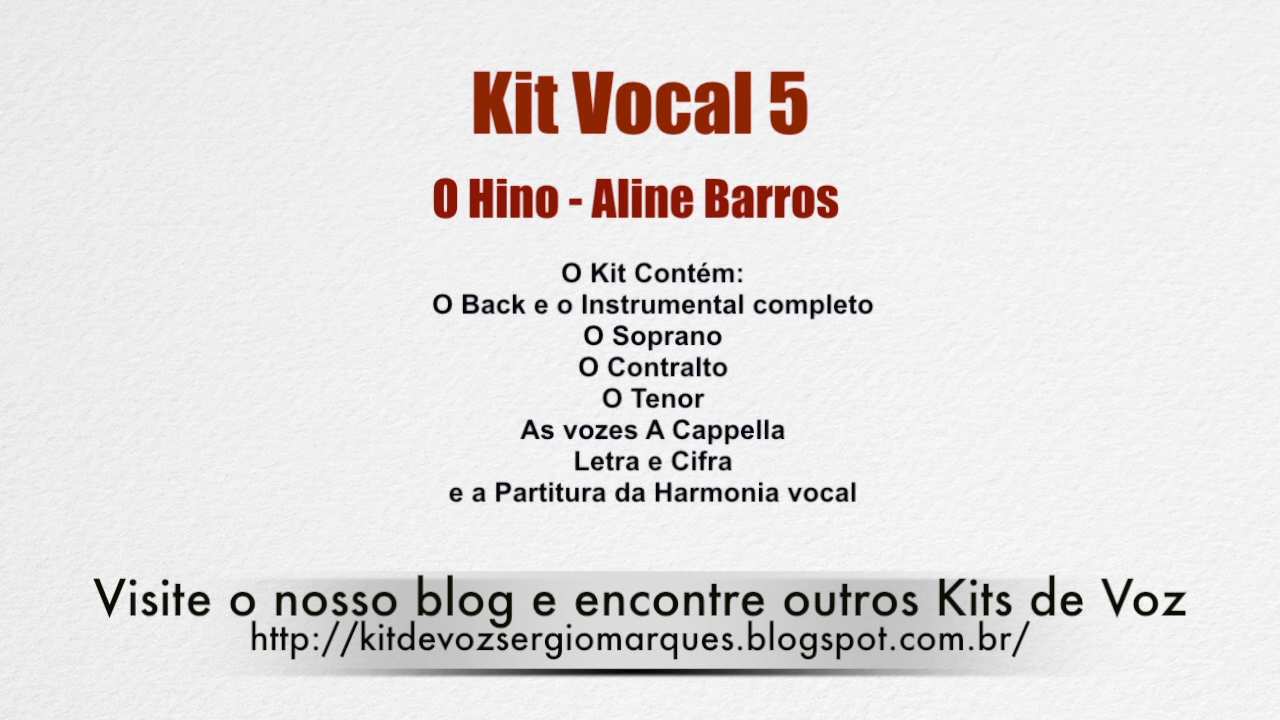 Kit Vocal 5
O Hino - Aline Barros
O Kit Contém:
O Back e o Instrumental completo
O Soprano
O Contralto
O Tenor
As vozes A Cappella
Letra e Cifra
e a Partitura da Harmonia vocal
Visite o nosso blog e encontre outros Kits de Voz
http://kitdevozsergiomarques.blogspot.com.br/